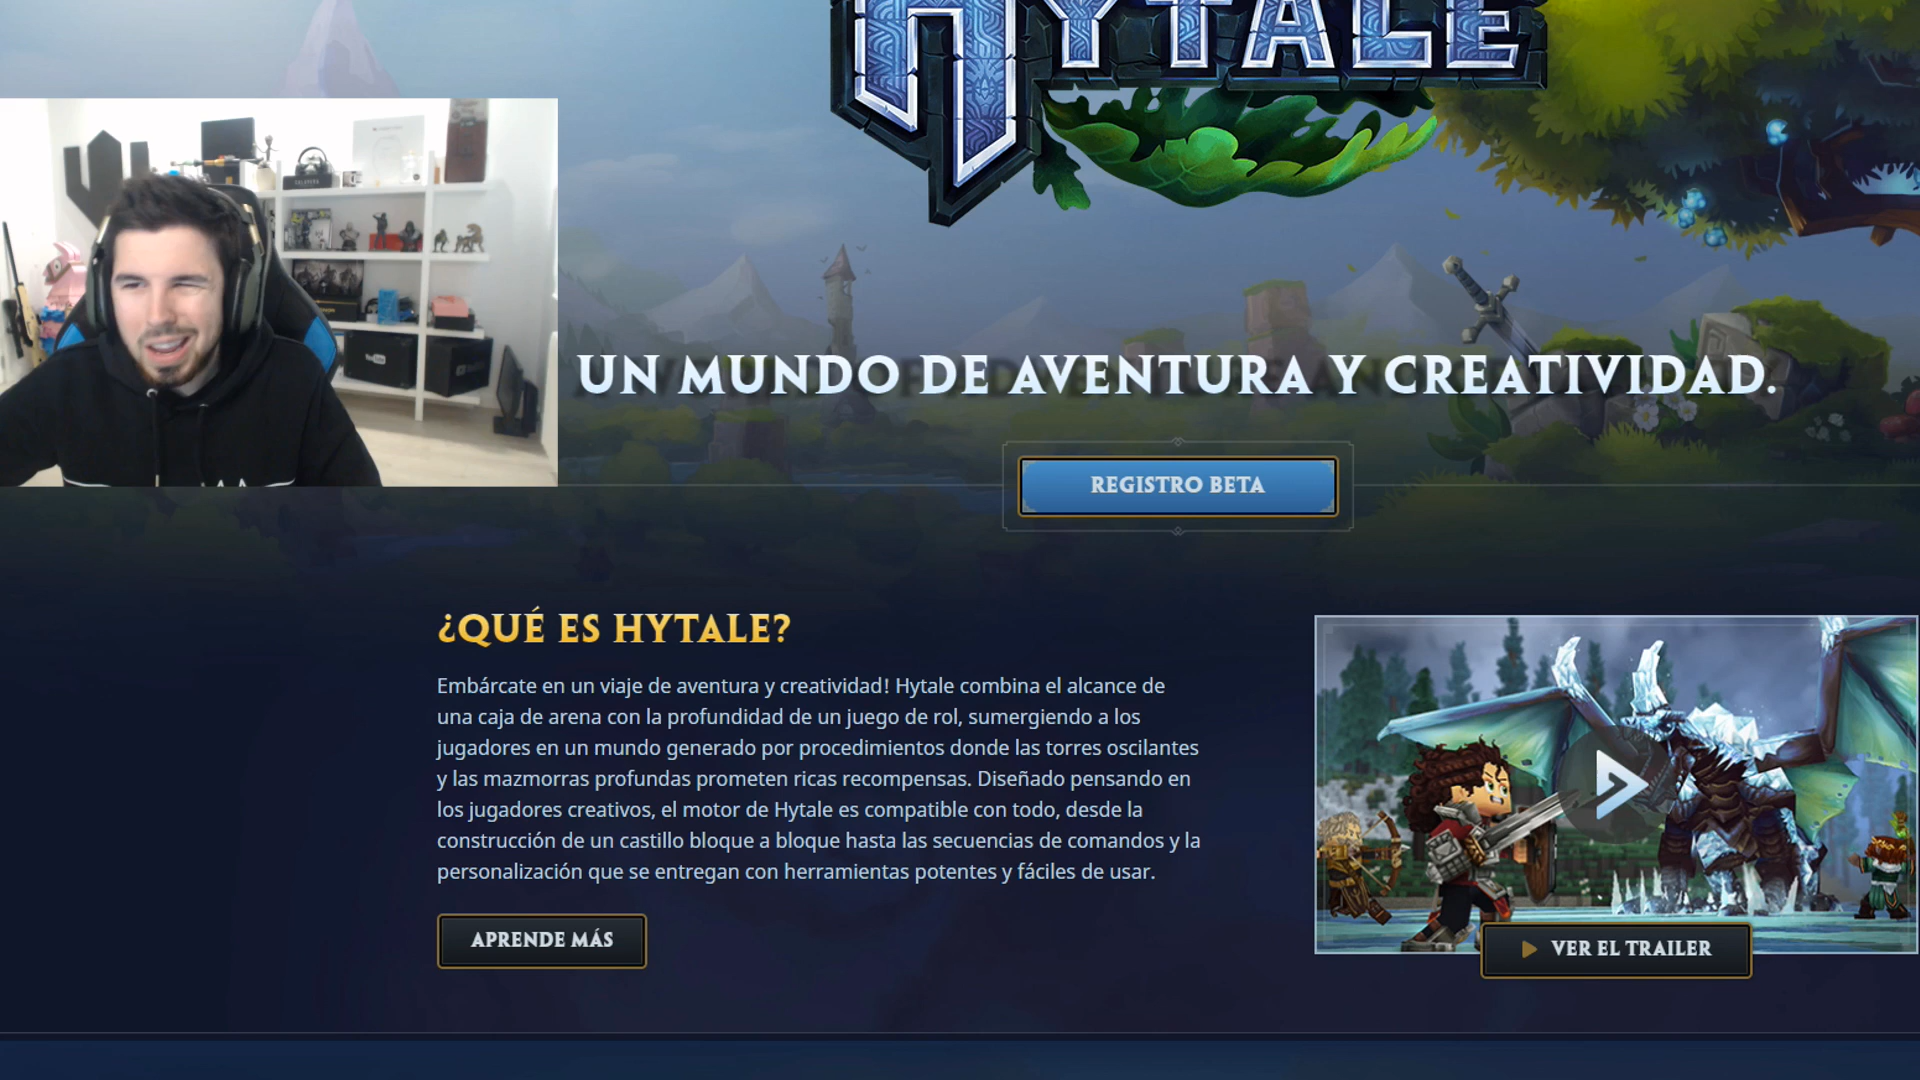 HYTALE
UN MUNDO DE AVENTURA Y CREATIVIDAD.
REGISTRO BETA
¿QUÉ ES HYTALE?
Embárcate en un viaje de aventura y creatividad! Hytale combina el alcance de
una caja de arena con la profundidad de un juego de rol, sumergiendo a los
jugadores en un mundo generado por procedimientos donde las torres oscilantes
y las mazmorras profundas prometen ricas recompensas. Diseñado pensando en
los jugadores creativos, el motor de Hytale es compatible con todo, desde la
construcción de un castillo bloque a bloque hasta las secuencias de comandos y la
personalización que se entregan con herramientas potentes y fáciles de usar.
APRENDE MÁS
VER EL TRAILER